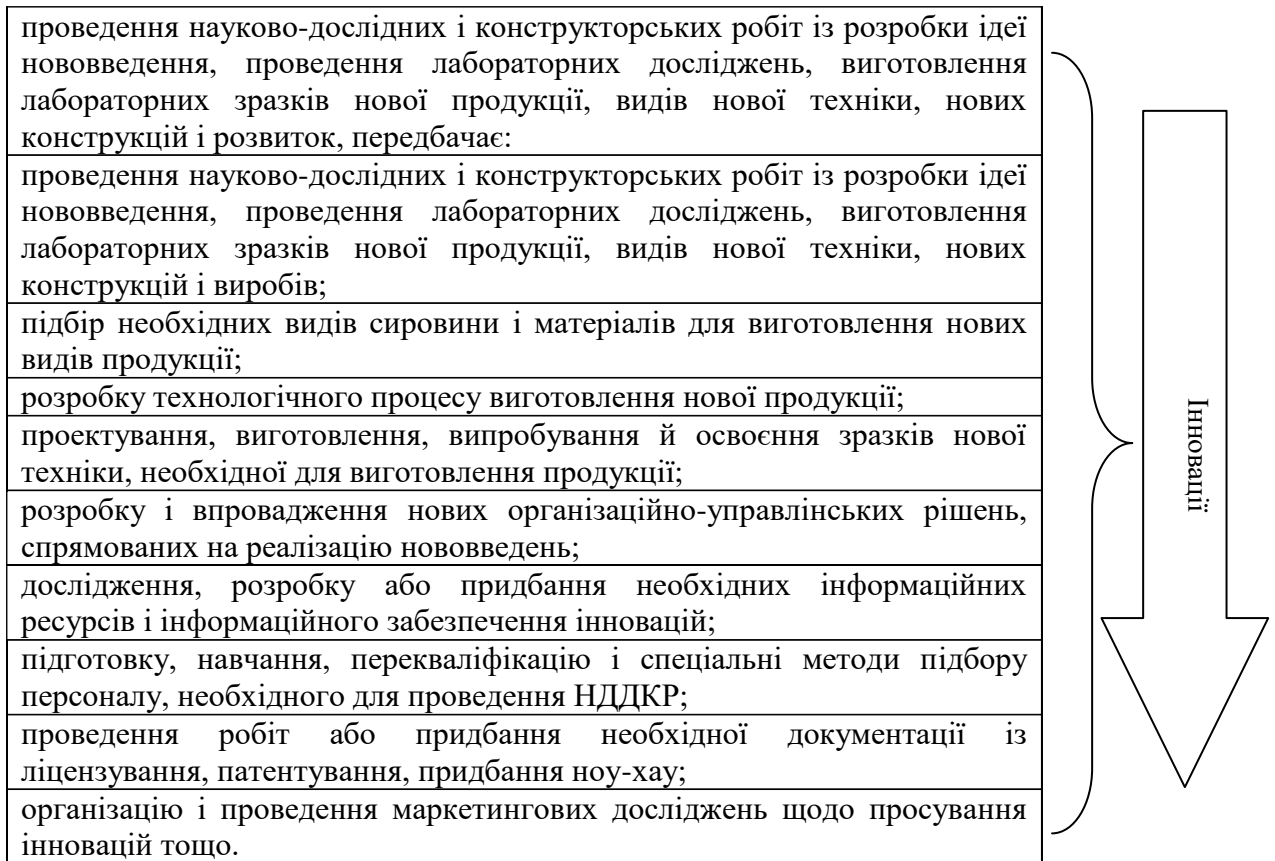 проведення науково-дослідних і конструкторських робіт із розробки ідеї
нововведення, проведення лабораторних досліджень, виготовлення
лабораторних зразків нової продукції, видів нової техніки, нових
конструкцій і розвиток, передбачає:
проведення науково-дослідних і конструкторських робіт із розробки ідеї
нововведення, проведення лабораторних досліджень, виготовлення
лабораторних зразків нової продукції, видів нової техніки, нових
конструкцій і виробів;
підбір необхідних видів сировини і матеріалів для виготовлення нових
видів продукції;
розробку технологічного процесу виготовлення нової продукції;
проектування, виготовлення, випробування й освоєння зразків нової
техніки, необхідної для виготовлення продукції;
розробку і впровадження нових організаційно-управлінських рішень,
спрямованих на реалізацію нововведень;
дослідження, розробку або придбання необхідних інформаційних
ресурсів і інформаційного забезпечення інновацій;
підготовку, навчання, перекваліфікацію і спеціальні методи підбору
персоналу, необхідного для проведення НДДКР;
проведення робіт або придбання необхідної документації із
ліцензування, патентування, придбання ноу-хау;
організацію і проведення маркетингових досліджень щодо просування
інновацій тощо.
Інновації